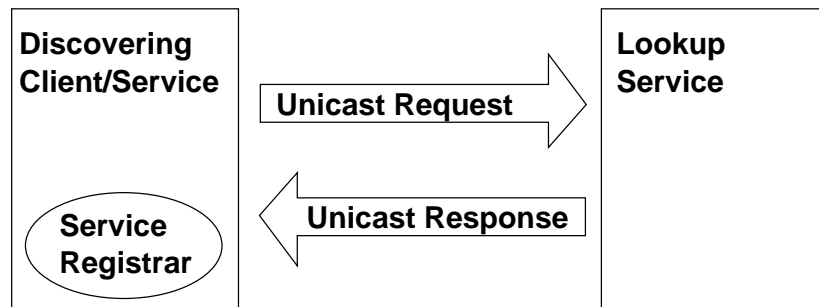 Discovering
Client/Service
Lookup
Service
Unicast Request
Unicast Response
Service
Registrar